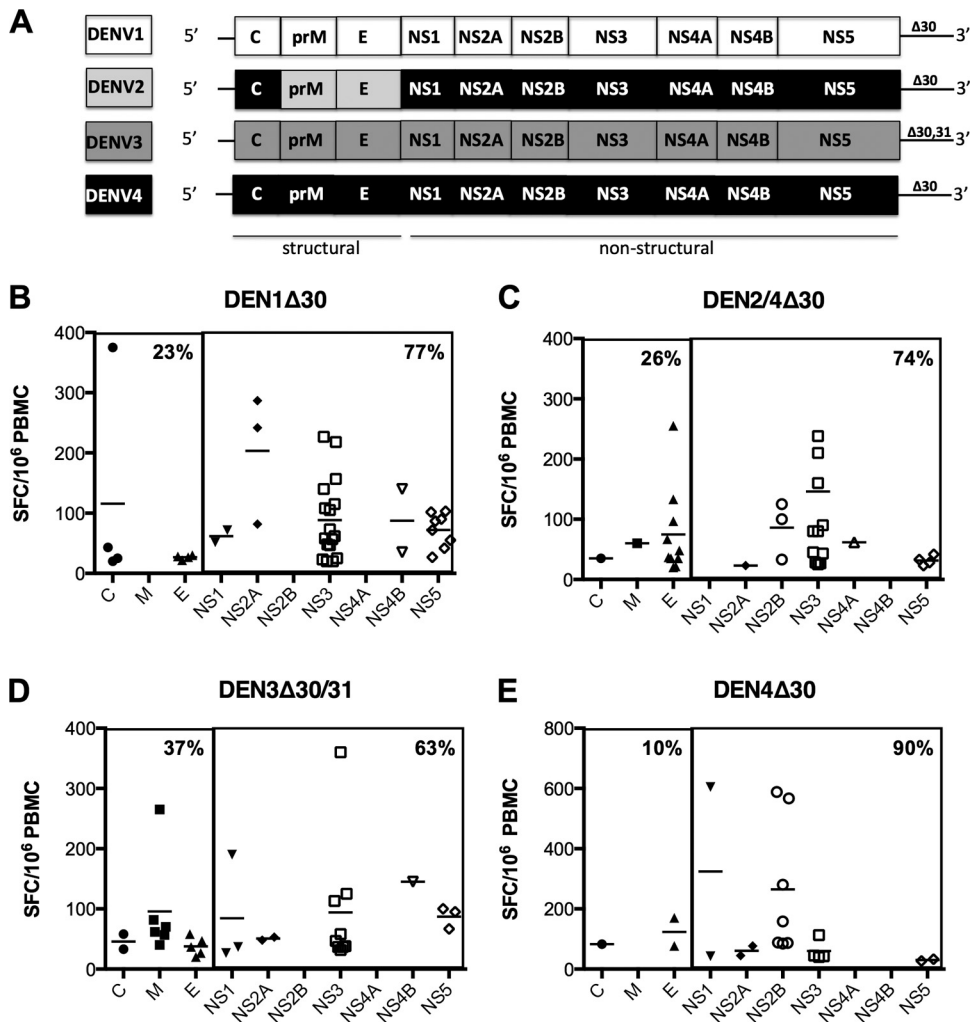 A
DENV1 5’ C prM E NS1 NS2A NS2B NS3 NS4A NS4B NS5 Δ30 3’
DENV2 5’ C prM E NS1 NS2A NS2B NS3 NS4A NS4B NS5 Δ30 3’
DENV3 5’ C prM E NS1 NS2A NS2B NS3 NS4A NS4B NS5 Δ30,31 3’
DENV4 5’ C prM E NS1 NS2A NS2B NS3 NS4A NS4B NS5 Δ30 3’
structural non-structural
B DEN1Δ30
400
300
200
100
0
SFC/10⁶ PBMC
23% 77%
C M E NS1 NS2A NS2B NS3 NS4A NS4B NS5
C DEN2/4Δ30
400
300
200
100
0
SFC/10⁶ PBMC
26% 74%
C M E NS1 NS2A NS2B NS3 NS4A NS4B NS5
D DEN3Δ30/31
400
300
200
100
0
SFC/10⁶ PBMC
37% 63%
C M E NS1 NS2A NS2B NS3 NS4A NS4B NS5
E DEN4Δ30
800
600
400
200
0
SFC/10⁶ PBMC
10% 90%
C M E NS1 NS2A NS2B NS3 NS4A NS4B NS5